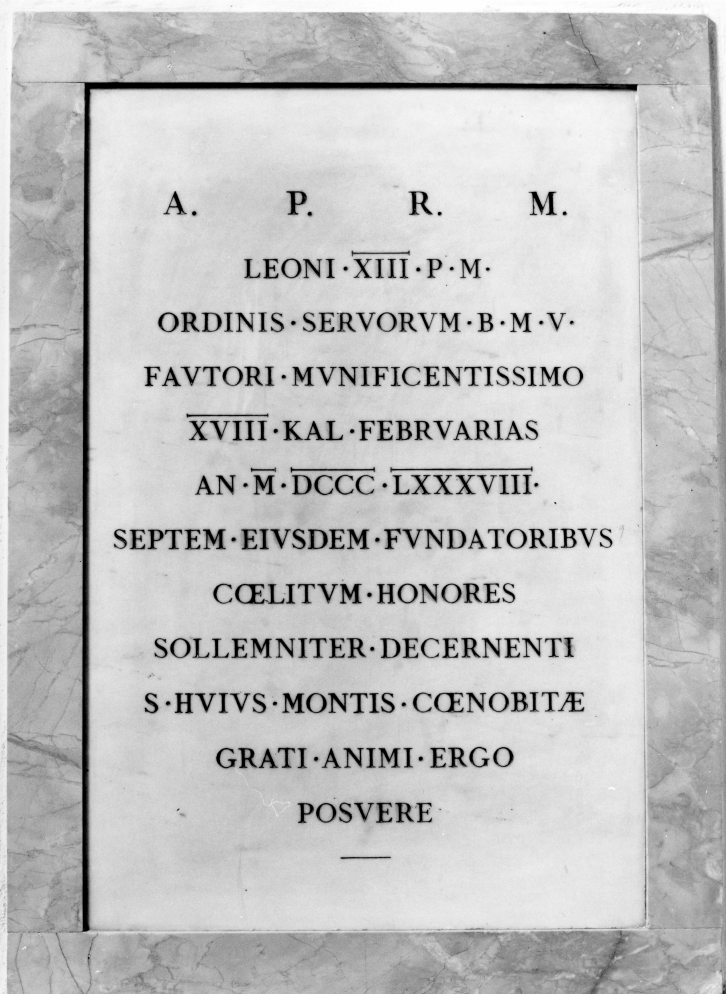 A. P. R. M.
LEONI · XIII · P · M ·
ORDINIS · SERVORVM · B · M · V ·
FAVTORI · MVNIFICENTISSIMO
XVIII · KAL · FEBRVARIAS
AN · M · DCCC · LXXXVIII ·
SEPTEM · EIVSDEM · FVNDATORIBVS
CŒLITVM · HONORES
SOLLEMNITER · DECERNENTI
S · HVIVS · MONTIS · CŒNOBITÆ
GRATI · ANIMI · ERGO
POSVERE